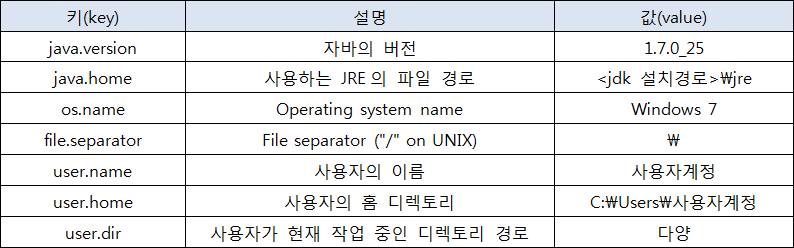 키(key) 설명 값(value)
java.version 자바의 버전 1.7.0_25
java.home 사용하는 JRE의 파일 경로 <jdk 설치경로>₩jre
os.name Operating system name Windows 7
file.separator File separator ("/" on UNIX) ₩
user.name 사용자의 이름 사용자계정
user.home 사용자의 홈 디렉토리 C:₩Users₩사용자계정
user.dir 사용자가 현재 작업 중인 디렉토리 경로 다양